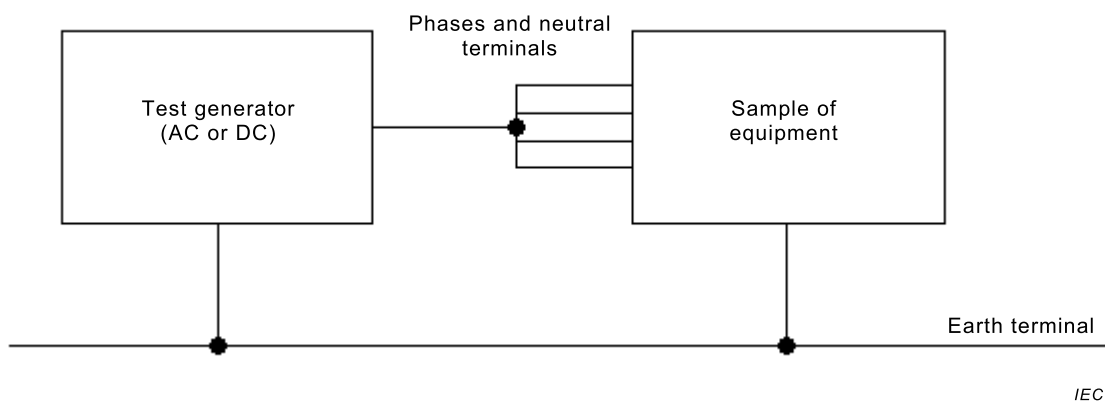 Phases and neutral
terminals
Test generator
(AC or DC)
Sample of
equipment
Earth terminal
IEC